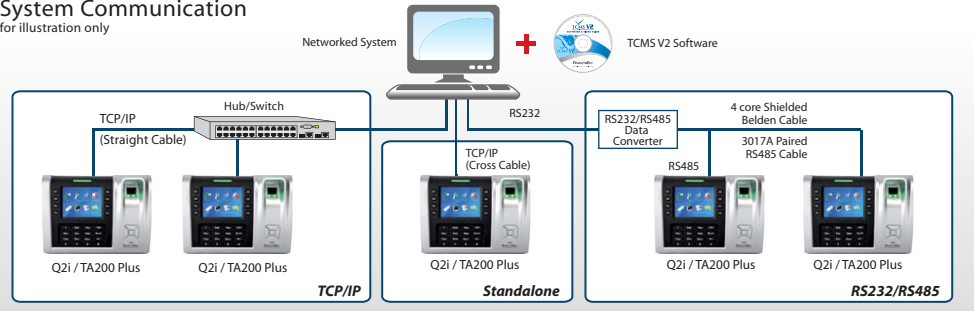 System Communication
for illustration only
Networked System
TCMS V2
TCMS V2 Software
Hub/Switch
TCP/IP
(Straight Cable)
RS232
RS232/RS485
Data
Converter
4 core Shielded
Belden Cable
3017A Paired
RS485 Cable
TCP/IP
(Cross Cable)
RS485
Q2i / TA200 Plus
Q2i / TA200 Plus
Q2i / TA200 Plus
Q2i / TA200 Plus
Q2i / TA200 Plus
TCP/IP
Standalone
RS232/RS485